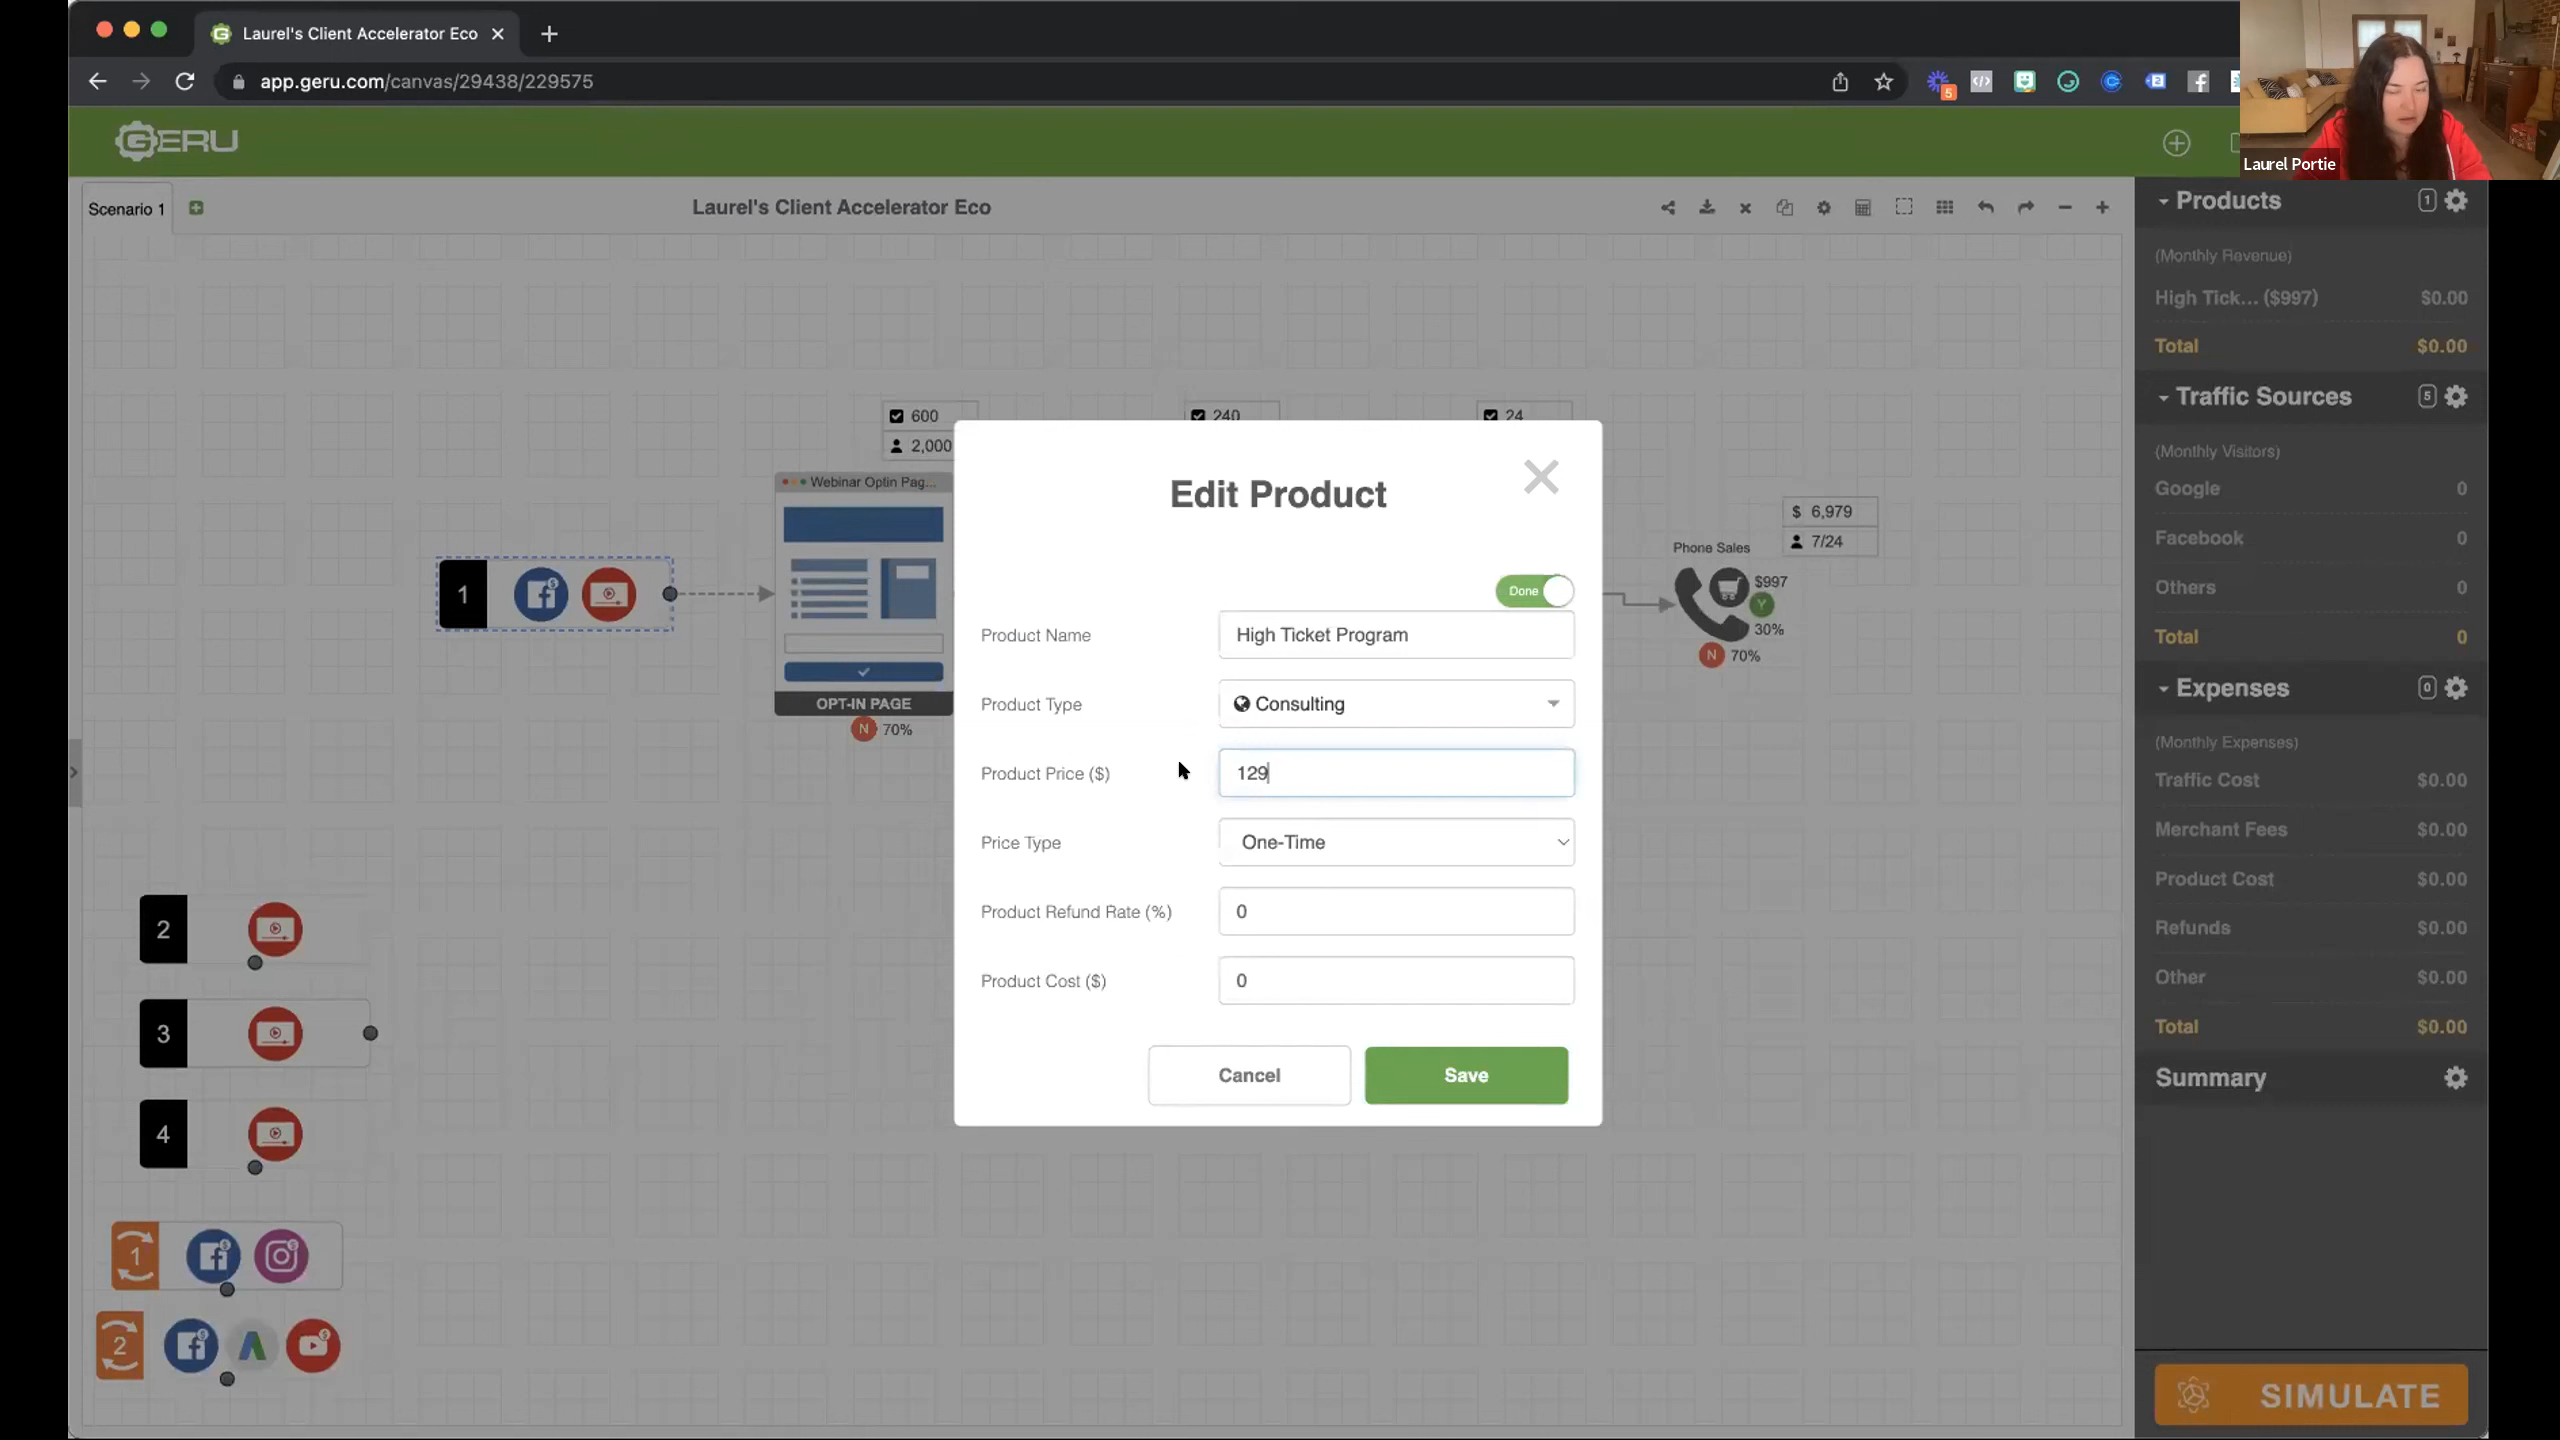 Laurel's Client Accelerator Eco
app.geru.com/canvas/29438/229575
5
Laurel Portie
GERU
Scenario 1
Laurel's Client Accelerator Eco
Products
1
(Monthly Revenue)
High Tick... ($997)
$0.00
Total
$0.00
Traffic Sources
5
(Monthly Visitors)
Google
0
Facebook
0
Others
0
Total
0
Expenses
0
(Monthly Expenses)
Traffic Cost
$0.00
Merchant Fees
$0.00
Product Cost
$0.00
Refunds
$0.00
Other
$0.00
Total
$0.00
Summary
SIMULATE
600
2,000
240
24
Webinar Optin Pag...
OPT-IN PAGE
N 70%
1
2
3
4
1
2
Phone Sales
$ 6,979
7/24
$997
Y
30%
N 70%
Edit Product
Done
Product Name
High Ticket Program
Product Type
Consulting
Product Price ($)
129
Price Type
One-Time
Product Refund Rate (%)
0
Product Cost ($)
0
Cancel
Save